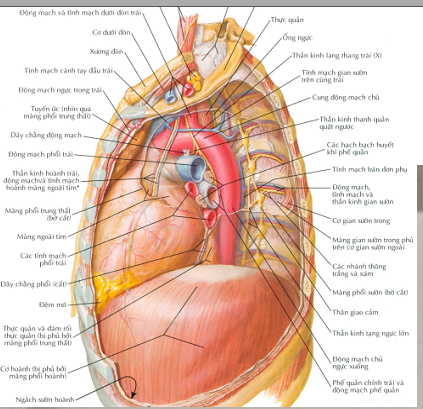 Động mạch và tĩnh mạch dưới đòn trái
Cơ dưới đòn
Xương đòn
Tĩnh mạch cánh tay đầu trái
Động mạch ngực trong trái
Tuyến ức (nhìn qua
màng phổi trung thất)
Dây chằng động mạch
Động mạch phổi trái
Thần kinh hoành trái,
động mạch và tĩnh mạch
hoành màng ngoài tim*
Màng phổi trung thất
(bờ cắt)
Màng ngoài tim
Các tĩnh mạch
phổi trái
Dây chằng phổi (cắt)
Đệm mỡ
Thực quản và đám rối
thực quản (bị phủ bởi
màng phổi trung thất)
Cơ hoành (bị phủ bởi
màng phổi hoành)
Ngách sườn hoành
Thực quản
Ống ngực
Thần kinh lang thang trái (X)
Tĩnh mạch gian sườn
trên cùng trái
Cung động mạch chủ
Thần kinh thanh quản
quặt ngược
Các hạch bạch huyết
khí phế quản
Tĩnh mạch bán đơn phụ
Động mạch,
tĩnh mạch và
thần kinh gian sườn
Cơ gian sườn trong
Màng gian sườn trong phủ
trên cơ gian sườn ngoài
Các nhánh thông
trắng và xám
Màng phổi sườn (bờ cắt)
Thân giao cảm
Thần kinh tạng ngực lớn
Động mạch chủ
ngực xuống
Phế quản chính trái và
động mạch phế quản